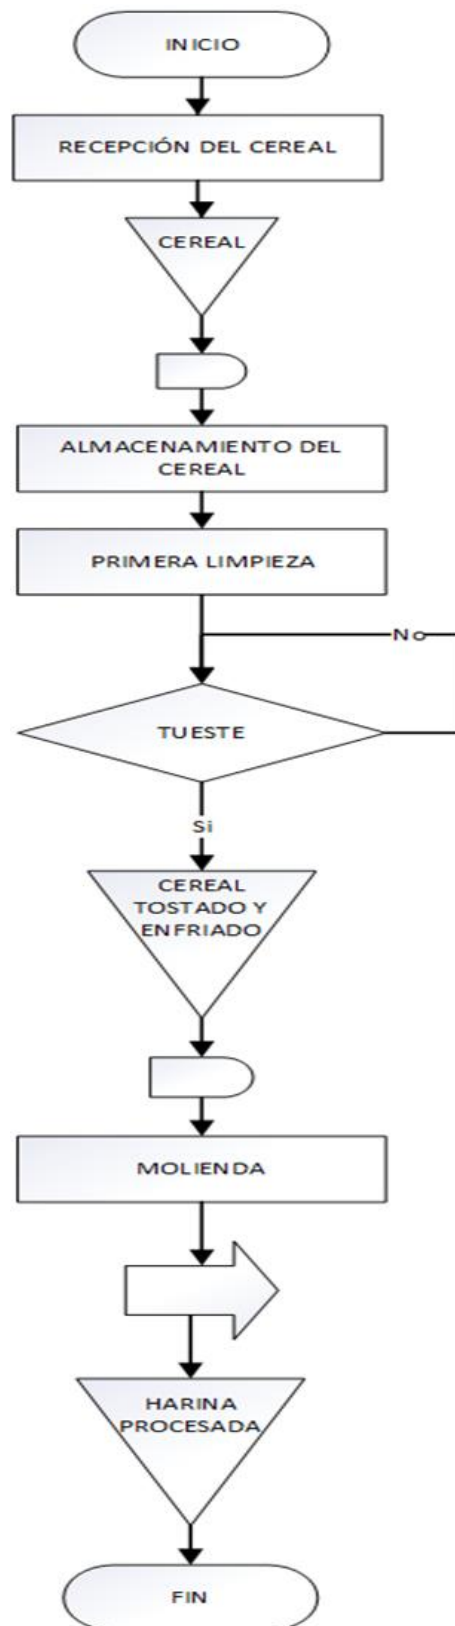 INICIO
RECEPCIÓN DEL CEREAL
CEREAL
ALMACENAMIENTO DEL
CEREAL
PRIMERA LIMPIEZA
No
TUESTE
Si
CEREAL
TOSTADO Y
ENFRIADO
MOLIENDA
HARINA
PROCESADA
FIN